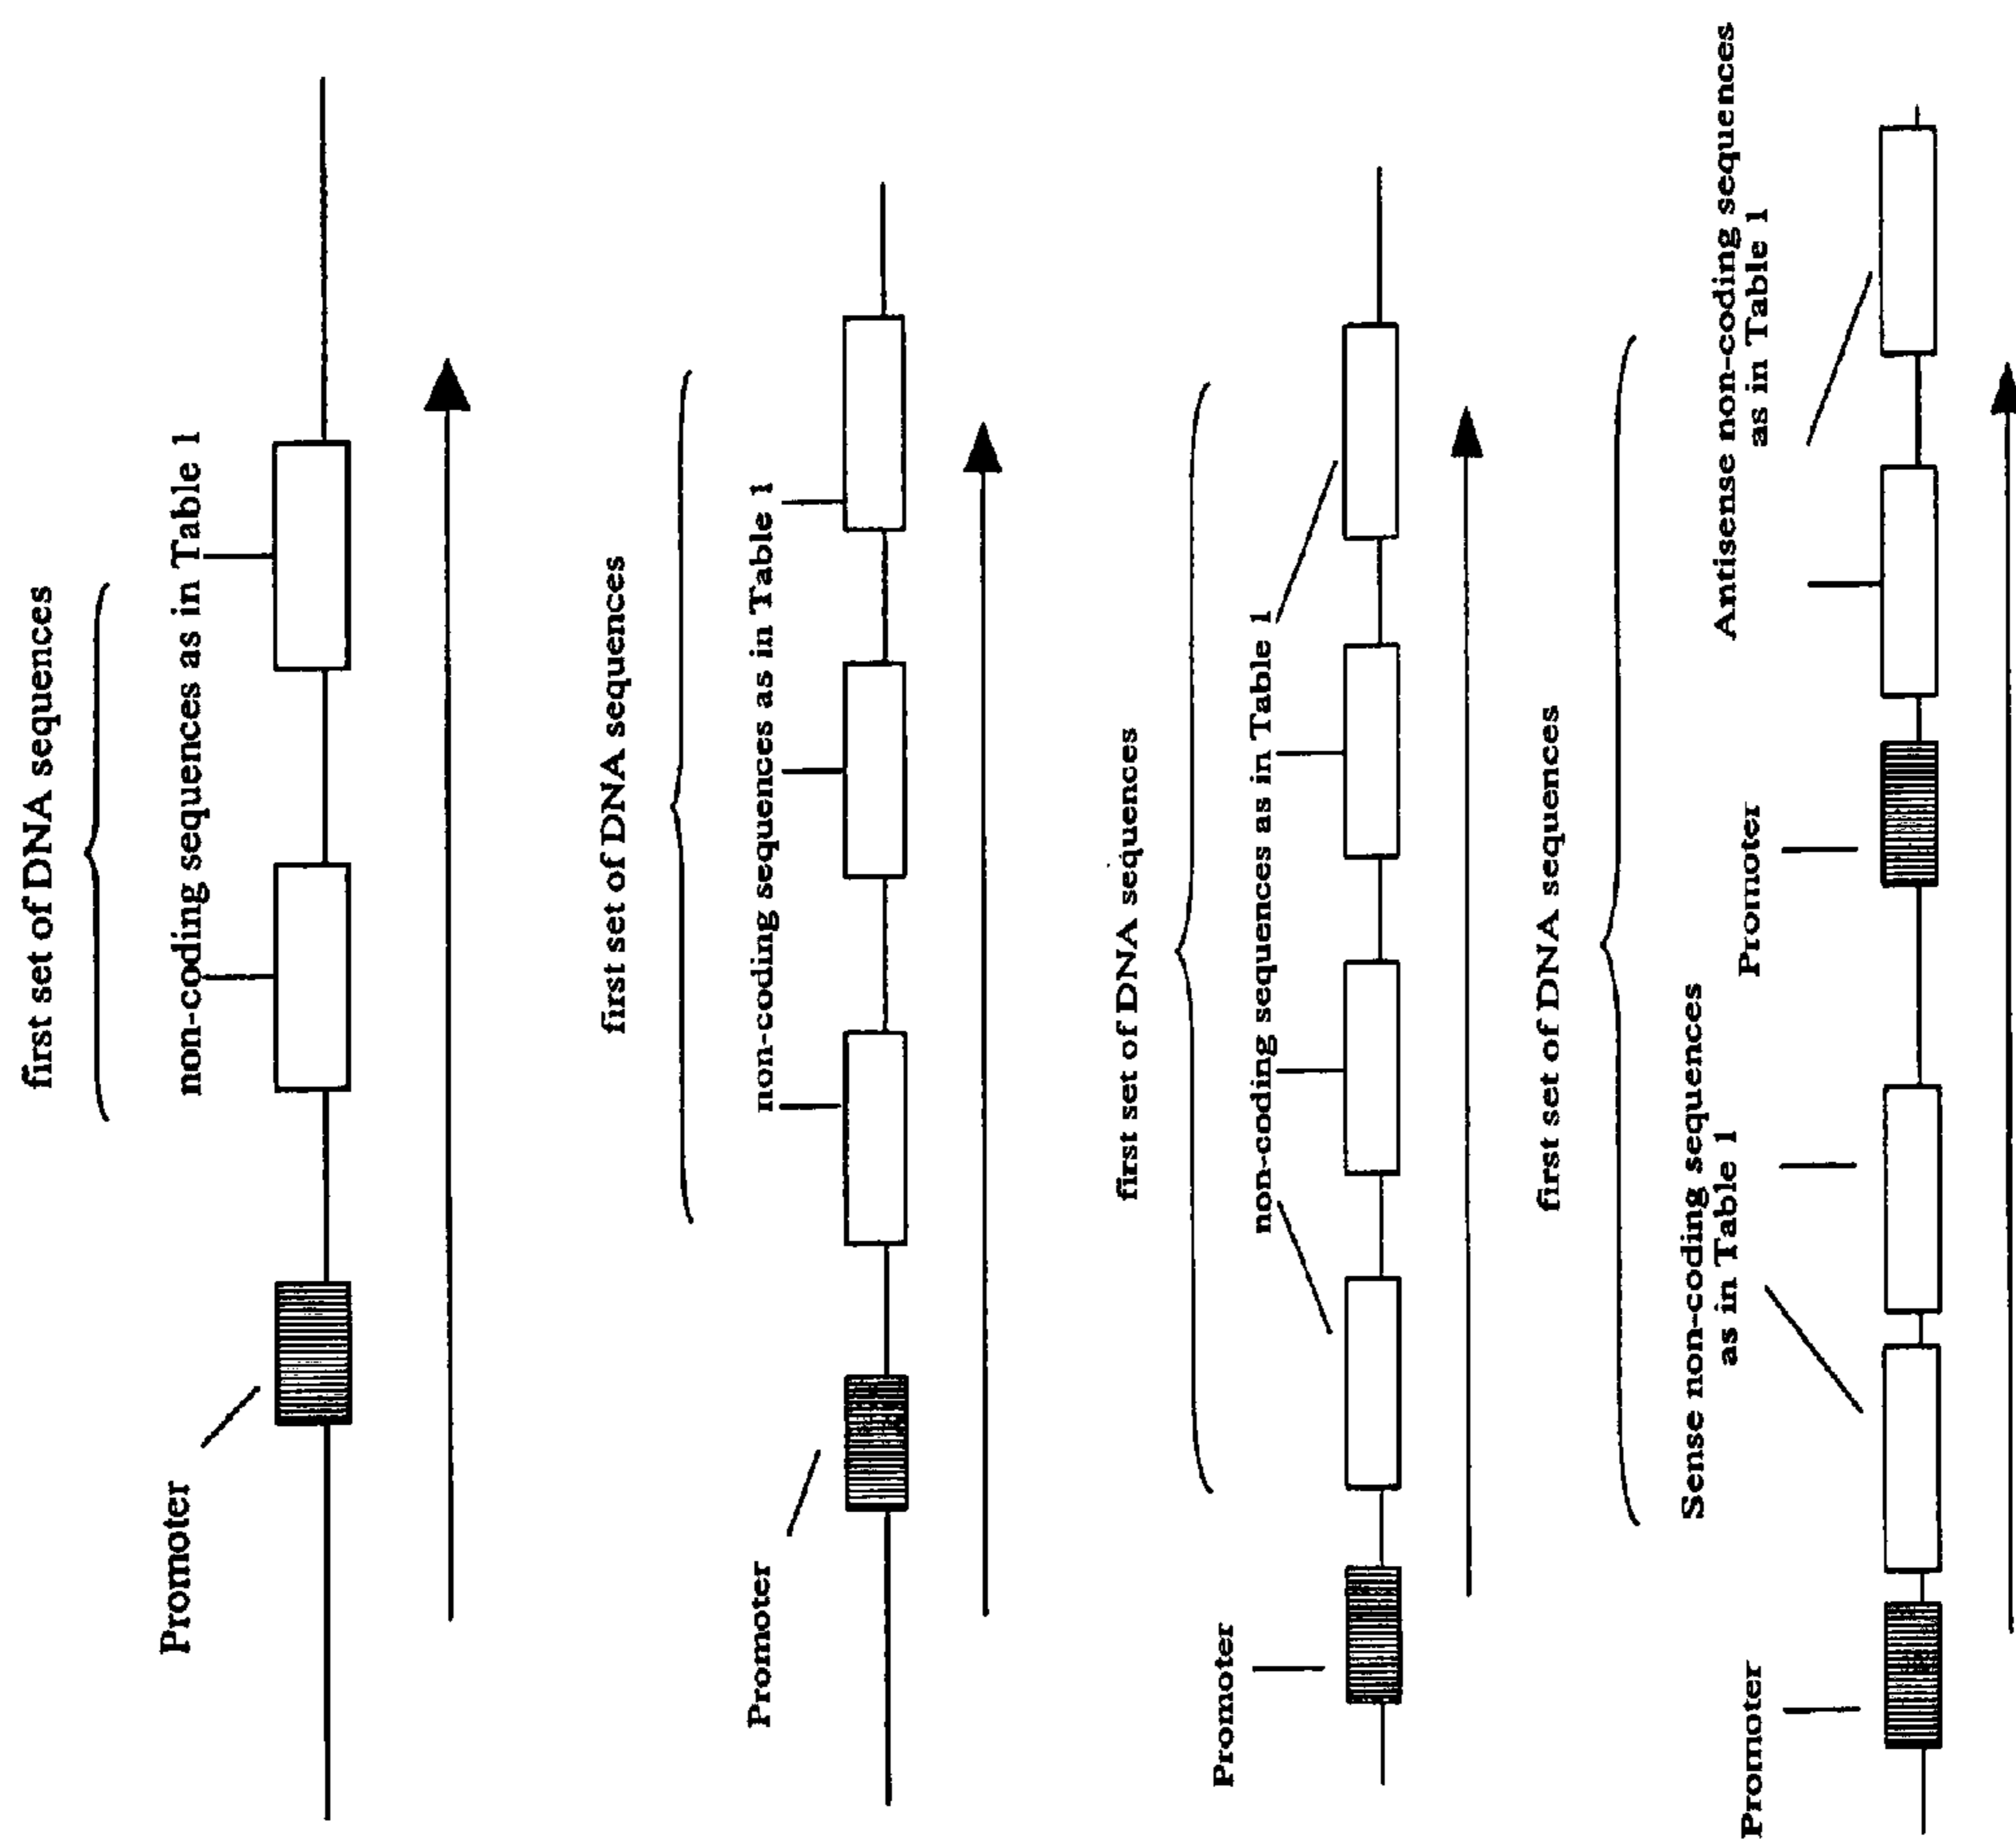 first set of DNA sequences
Promoter
non-coding sequences as in Table 1
first set of DNA sequences
Promoter
non-coding sequences as in Table 1
first set of DNA sequences
Promoter
non-coding sequences as in Table 1
first set of DNA sequences
Promoter
Sense non-coding sequences
as in Table 1
Promoter
Antisense non-coding sequences
as in Table 1